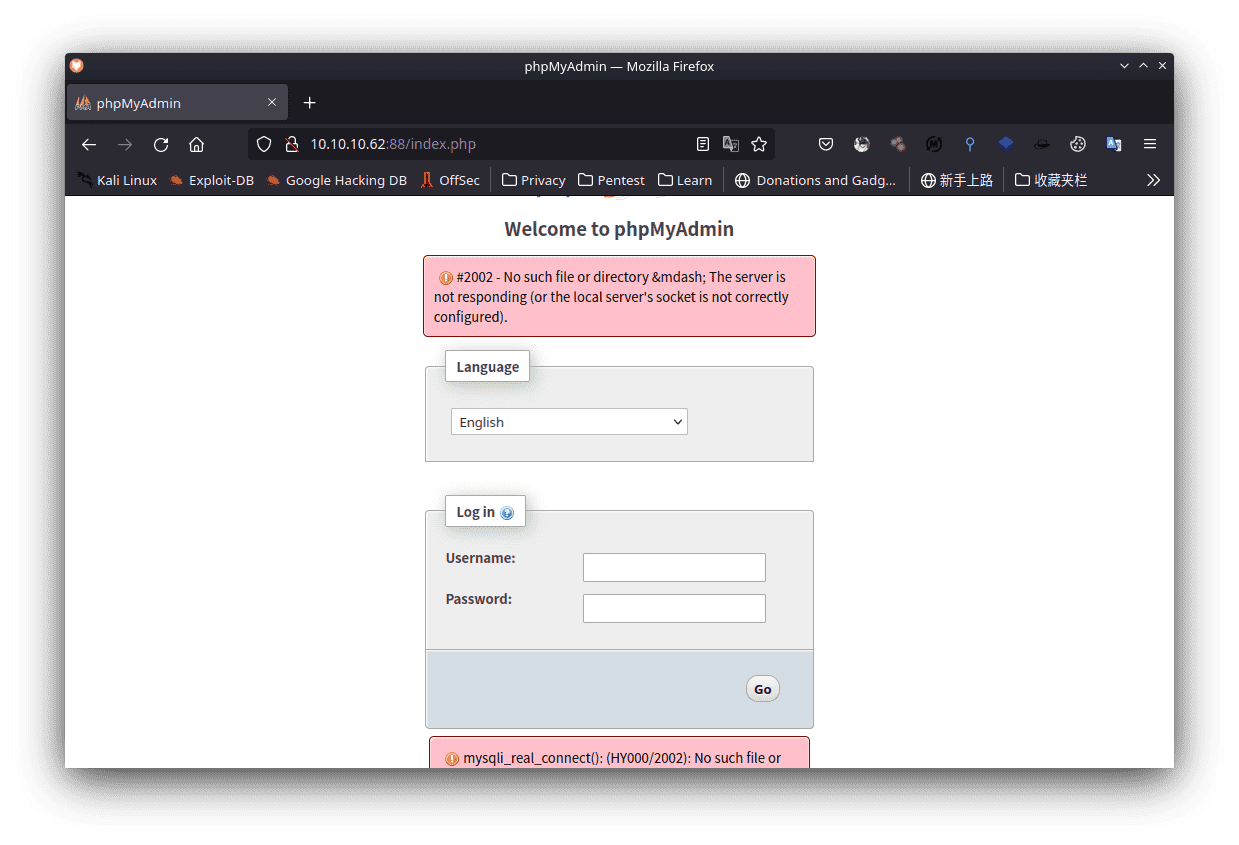 phpMyAdmin — Mozilla Firefox
phpMyAdmin
10.10.10.62:88/index.php
Kali Linux Exploit-DB Google Hacking DB OffSec Privacy Pentest Learn Donations and Gadg... 新手上路 收藏夹栏
Welcome to phpMyAdmin
#2002 - No such file or directory &mdash; The server is
not responding (or the local server's socket is not correctly
configured).
Language
English
Log in
Username:
Password:
Go
mysqli_real_connect(): (HY000/2002): No such file or